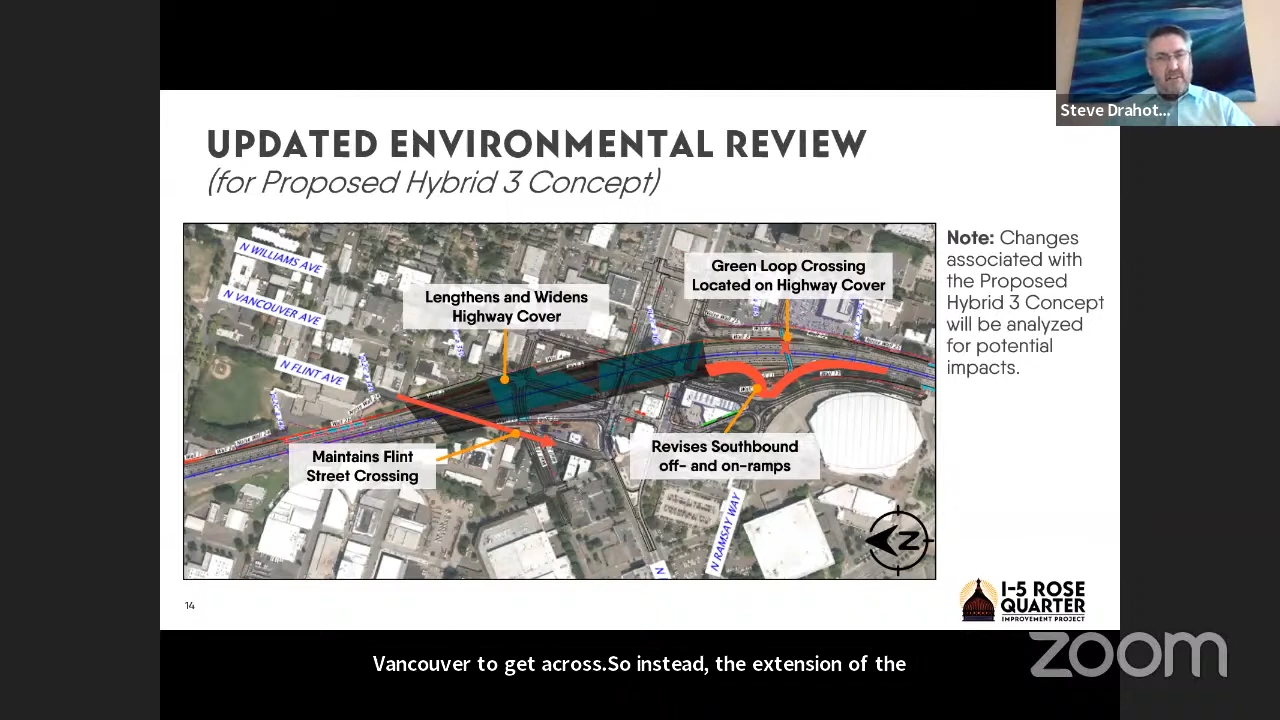 Steve Drahot...
UPDATED ENVIRONMENTAL REVIEW
(for Proposed Hybrid 3 Concept)
N WILLIAMS AVE
N VANCOUVER AVE
N FLINT AVE
Lengthens and Widens
Highway Cover
Green Loop Crossing
Located on Highway Cover
Maintains Flint
Street Crossing
Revises Southbound
off- and on-ramps
N RAMSAY WAY
N
Z
Note: Changes
associated with
the Proposed
Hybrid 3 Concept
will be analyzed
for potential
impacts.
14
I-5 ROSE
QUARTER
IMPROVEMENT PROJECT
Vancouver to get across.So instead, the extension of the
zoom